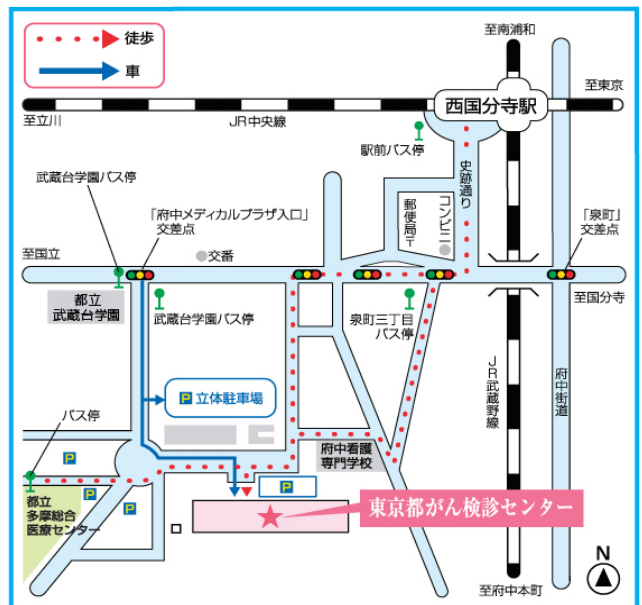 徒歩
車
至南浦和
至東京
西国分寺駅
至立川
JR中央線
駅前バス停
史跡通り
武蔵台学園バス停
郵便局〒
コンビニ
「府中メディカルプラザ入口」
交差点
「泉町」
交差点
至国立
交番
至国分寺
都立
武蔵台学園
武蔵台学園バス停
泉町三丁目
バス停
JR武蔵野線
府中街道
P 立体駐車場
バス停
P
府中看護
専門学校
P
P
P
都立
多摩総合
医療センター
東京都がん検診センター
N
至府中本町